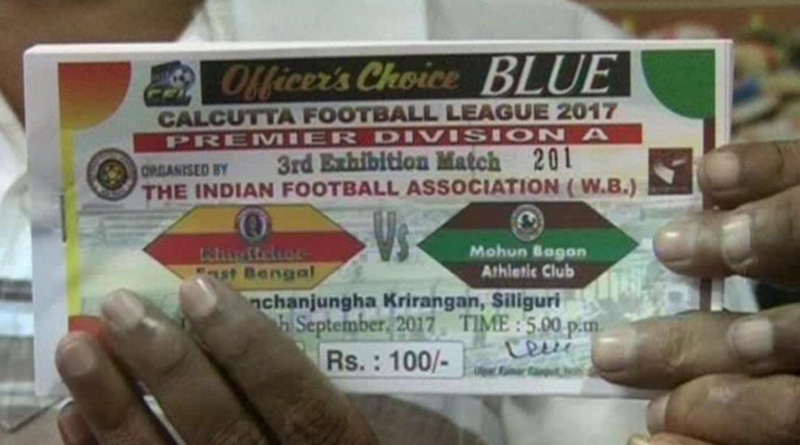 CFL Officer's Choice BLUE
CALCUTTA FOOTBALL LEAGUE 2017
PREMIER DIVISION A
ORGANISED BY 3rd Exhibition Match 201
THE INDIAN FOOTBALL ASSOCIATION ( W.B.)
Kingfisher Vs Mohun Bagan
East Bengal Athletic Club
nchanjungha Krirangan, Siliguri
September, 2017 TIME : 5.00 p.m.
Rs. : 100/-